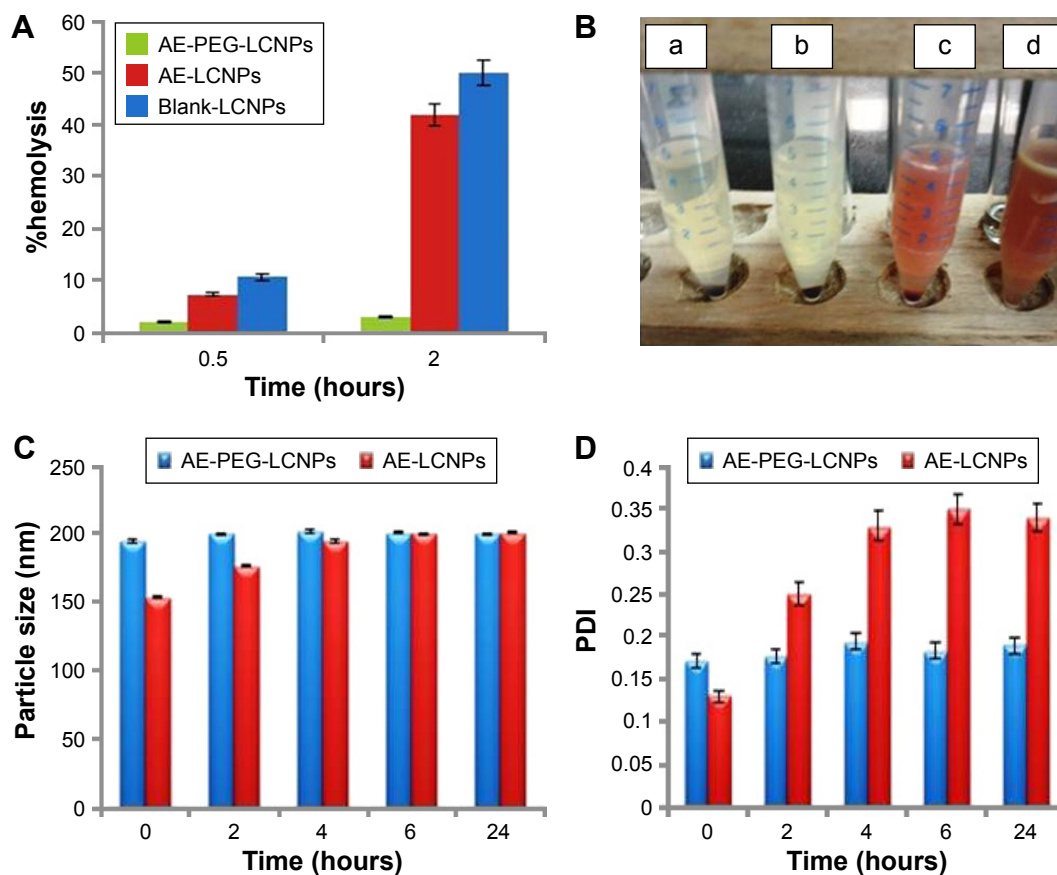 A
60
50
40
30
20
10
0
%hemolysis
AE-PEG-LCNPs
AE-LCNPs
Blank-LCNPs
0.5
2
Time (hours)
B
a
b
c
d
C
AE-PEG-LCNPs
AE-LCNPs
250
200
150
100
50
0
Particle size (nm)
0
2
4
6
24
Time (hours)
D
AE-PEG-LCNPs
AE-LCNPs
0.4
0.35
0.3
0.25
0.2
0.15
0.1
0.05
0
PDI
0
2
4
6
24
Time (hours)